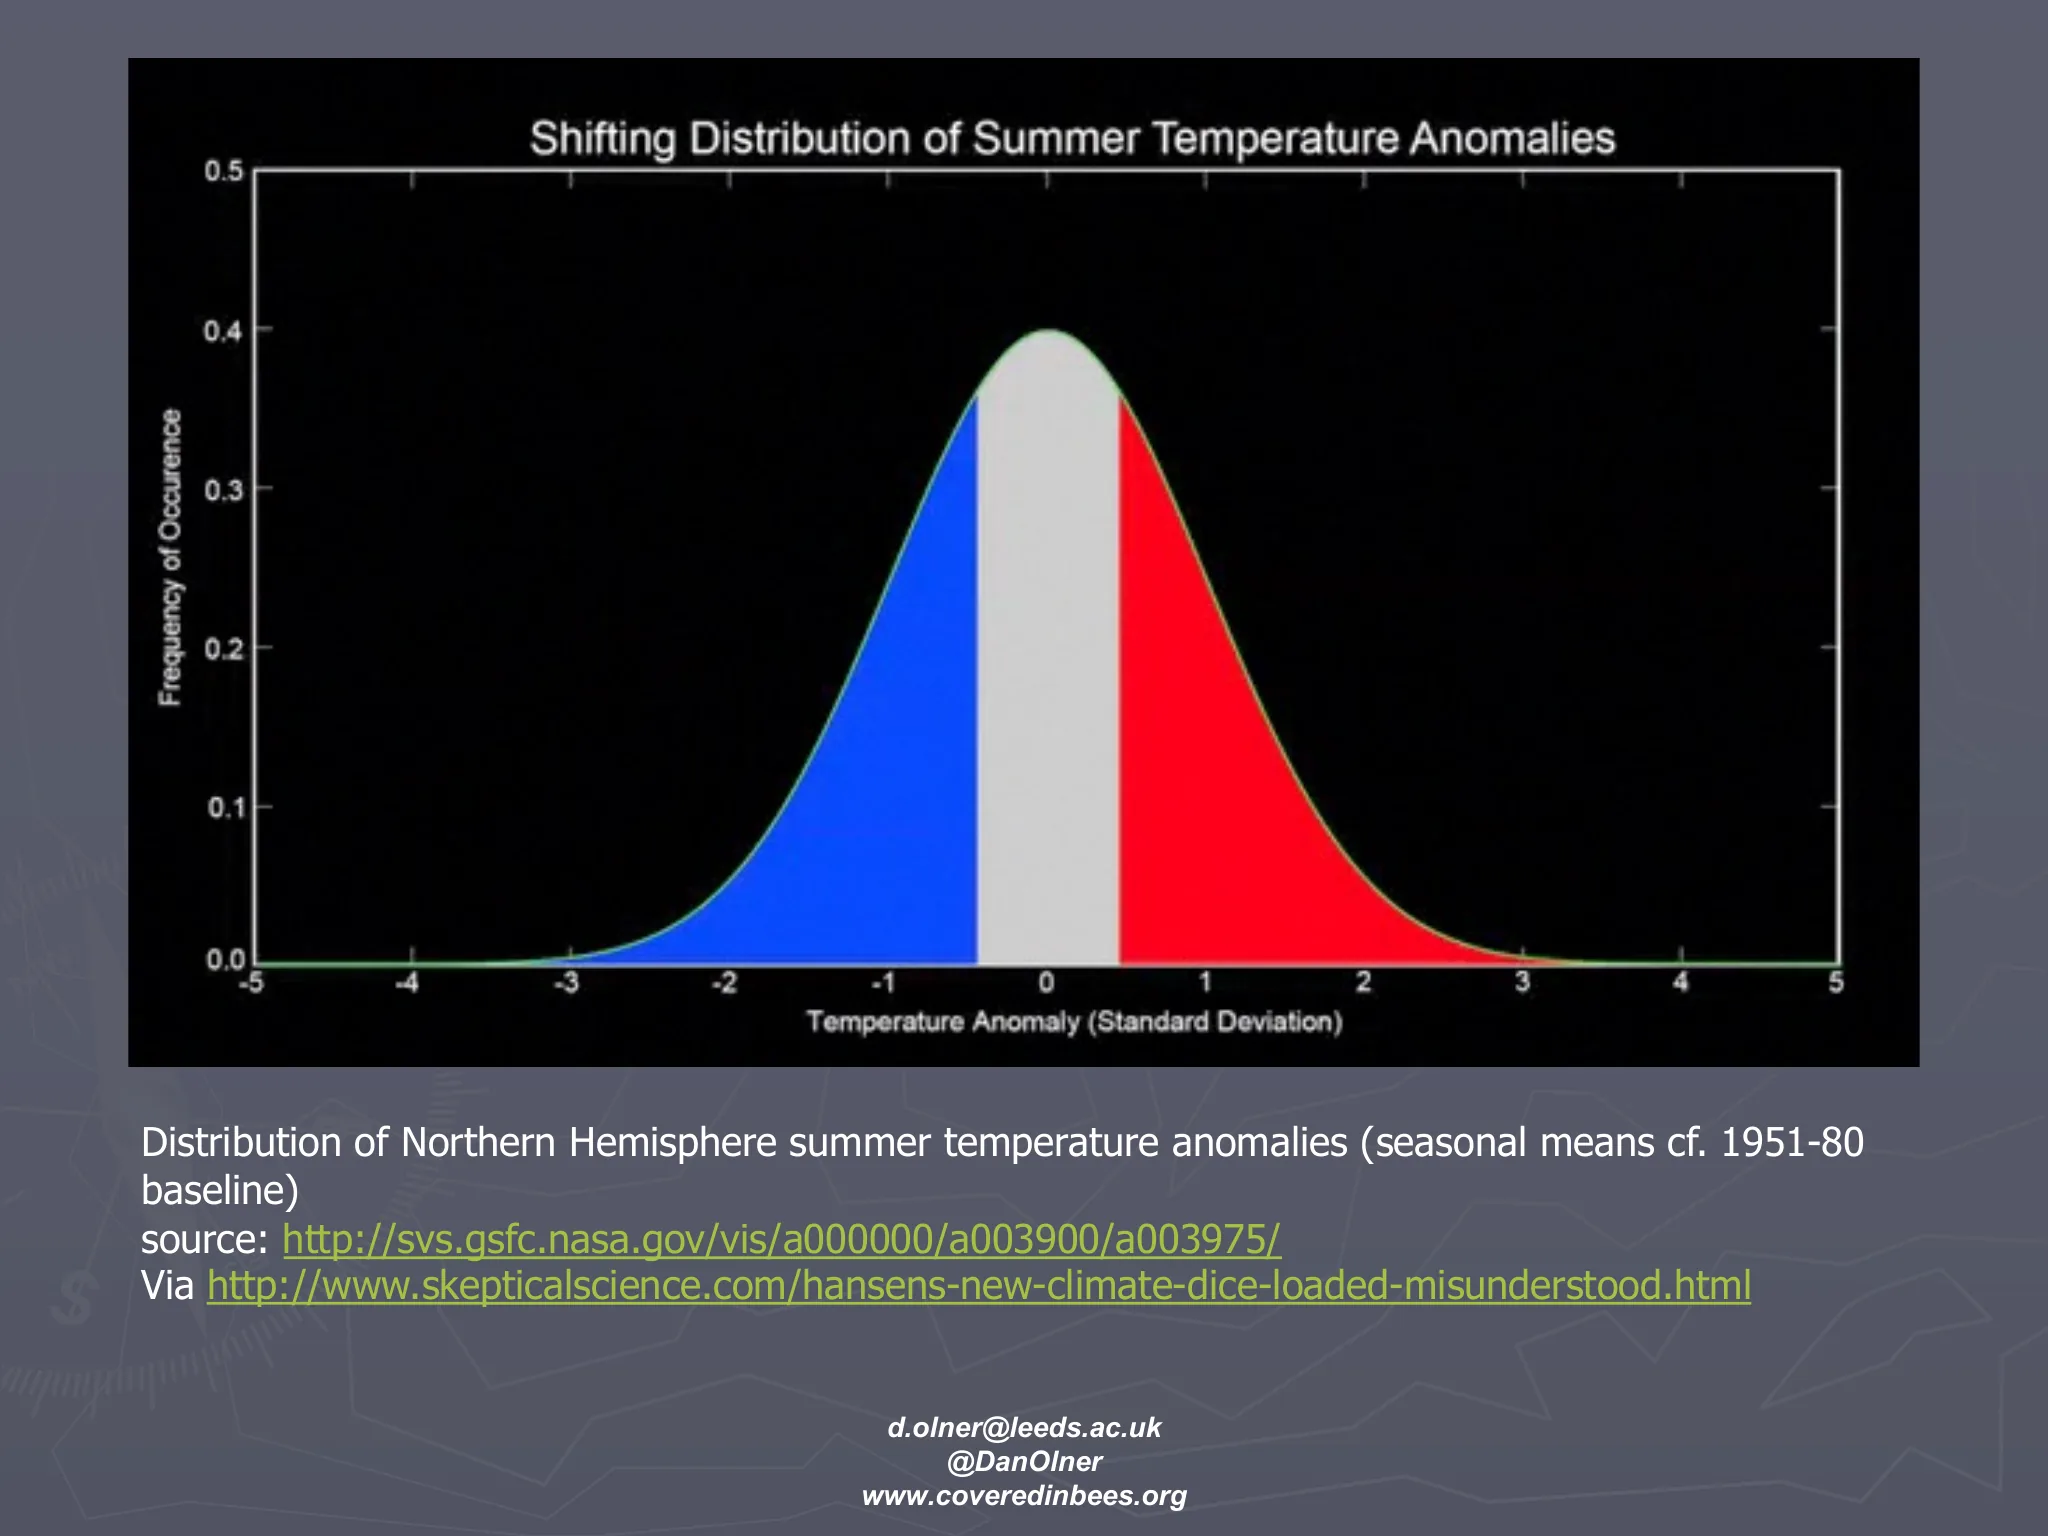 Shifting Distribution of Summer Temperature Anomalies
0.5
0.4
0.3
0.2
0.1
0.0
Frequency of Occurence
-5 -4 -3 -2 -1 0 1 2 3 4 5
Temperature Anomaly (Standard Deviation)
Distribution of Northern Hemisphere summer temperature anomalies (seasonal means cf. 1951-80
baseline)
source: http://svs.gsfc.nasa.gov/vis/a000000/a003900/a003975/
Via http://www.skepticalscience.com/hansens-new-climate-dice-loaded-misunderstood.html
$
d.olner@leeds.ac.uk
@DanOlner
www.coveredinbees.org